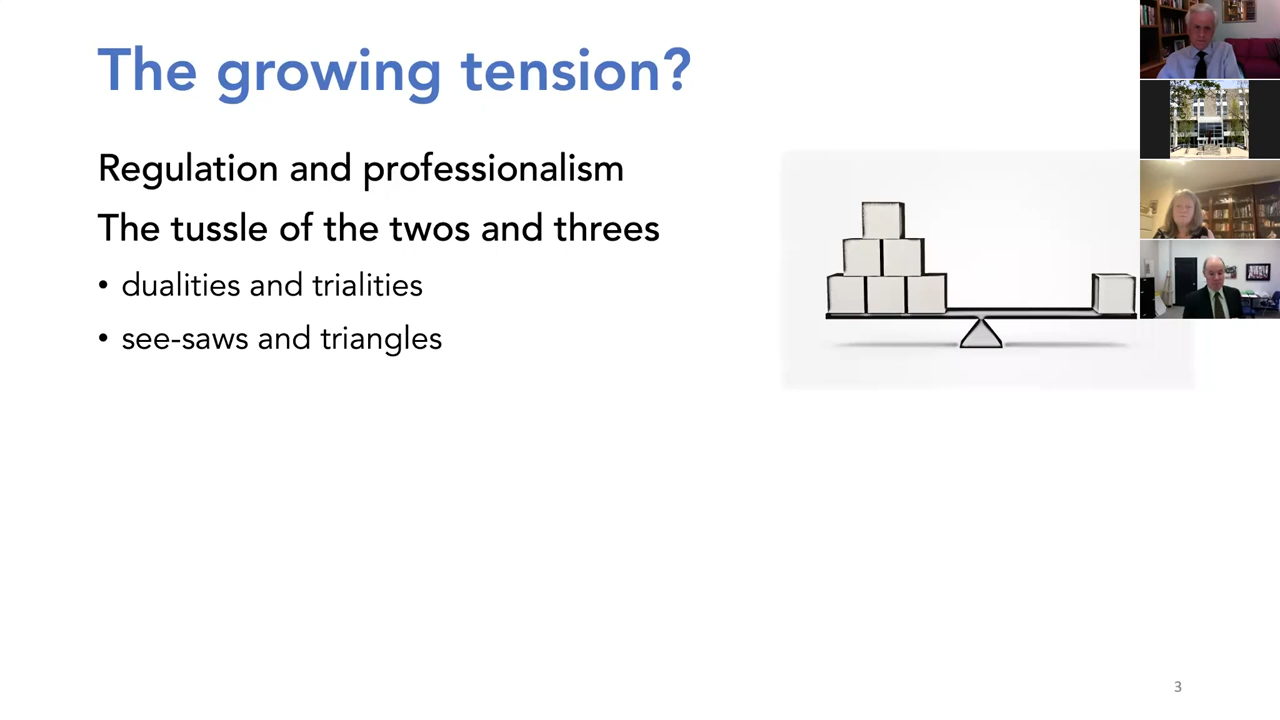 The growing tension?
Regulation and professionalism
The tussle of the twos and threes
• dualities and trialities
• see-saws and triangles
3